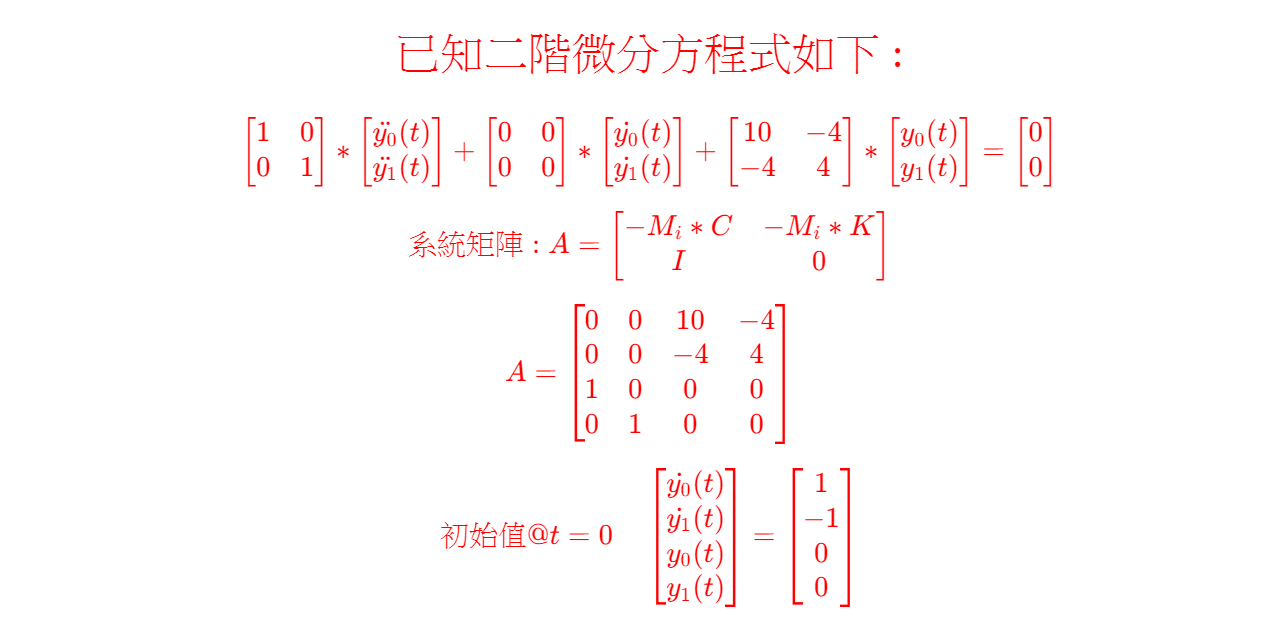 已知二階微分方程式如下 :
$\begin{bmatrix} 1 & 0 \\ 0 & 1 \end{bmatrix} * \begin{bmatrix} \ddot{y_0}(t) \\ \ddot{y_1}(t) \end{bmatrix} + \begin{bmatrix} 0 & 0 \\ 0 & 0 \end{bmatrix} * \begin{bmatrix} \dot{y_0}(t) \\ \dot{y_1}(t) \end{bmatrix} + \begin{bmatrix} 10 & -4 \\ -4 & 4 \end{bmatrix} * \begin{bmatrix} y_0(t) \\ y_1(t) \end{bmatrix} = \begin{bmatrix} 0 \\ 0 \end{bmatrix}$
系統矩陣 : $A = \begin{bmatrix} -M_i * C & -M_i * K \\ I & 0 \end{bmatrix}$
$A = \begin{bmatrix} 0 & 0 & 10 & -4 \\ 0 & 0 & -4 & 4 \\ 1 & 0 & 0 & 0 \\ 0 & 1 & 0 & 0 \end{bmatrix}$
初始值@$t = 0 \quad \begin{bmatrix} \dot{y_0}(t) \\ \dot{y_1}(t) \\ y_0(t) \\ y_1(t) \end{bmatrix} = \begin{bmatrix} 1 \\ -1 \\ 0 \\ 0 \end{bmatrix}$